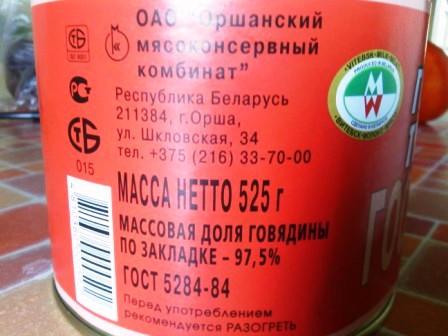 ОАО "Оршанский
мясоконсервный
комбинат"
Республика Беларусь
211384, г.Орша,
ул. Шкловская, 34
тел. +375 (216) 33-70-00
015
МАССА НЕТТО 525 г
МАССОВАЯ ДОЛЯ ГОВЯДИНЫ
ПО ЗАКЛАДКЕ – 97,5%
ГОСТ 5284-84
Перед употреблением
рекомендуется РАЗОГРЕТЬ